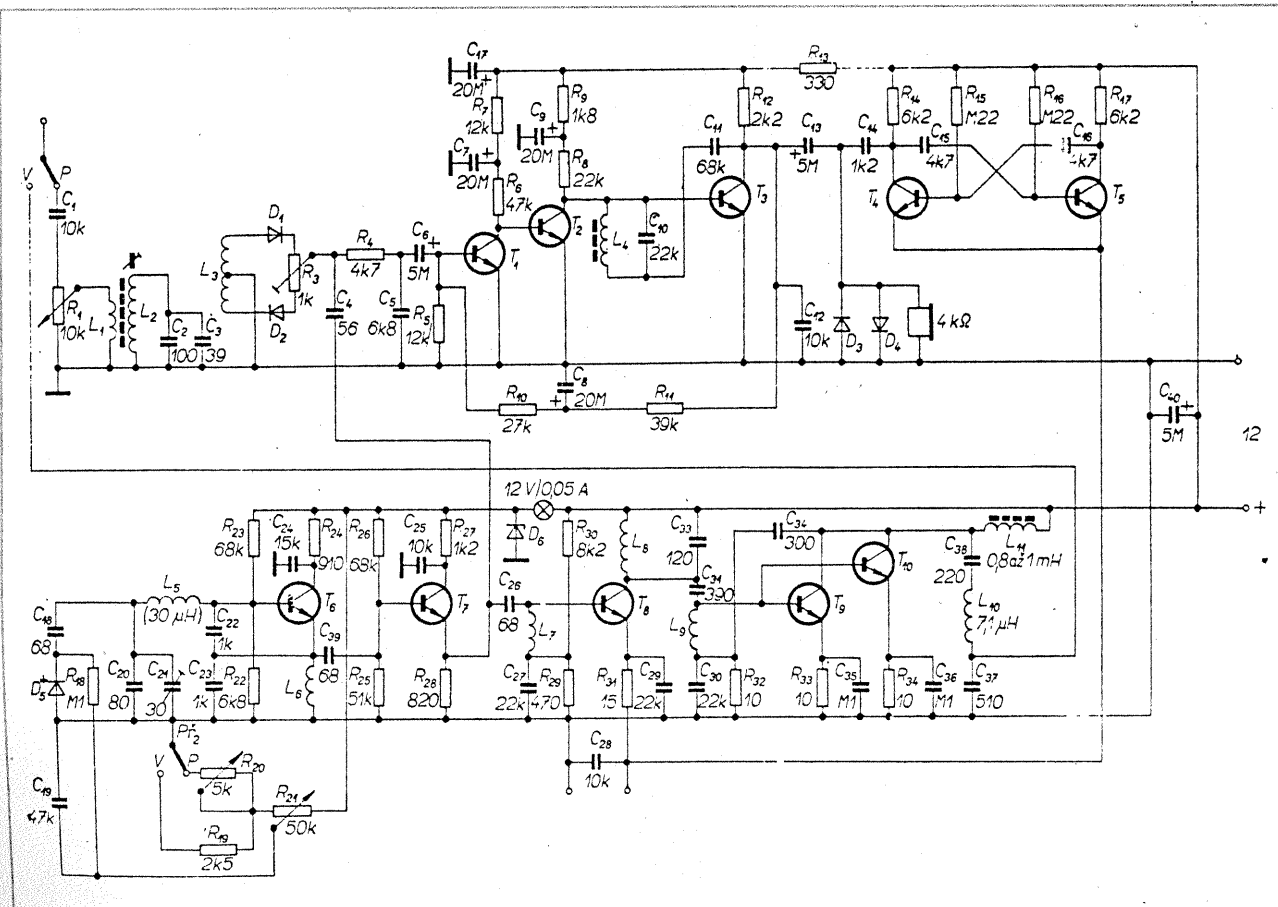 V
P
C1
10k
R1
10k
L1
L2
C2
100
C3
39
L3
D1
D2
R3
1k
R4
4k7
C4
56
C5
6k8
C6
5M
+
R5
12k
C17
20M
+
R7
12k
C7
20M
+
R6
47k
T1
R9
1k8
C9
20M
+
R8
22k
T2
C8
20M
+
L4
C10
22k
C11
68k
R12
2k2
T3
R10
27k
R11
39k
R13
330
C13
5M
+
C14
1k2
C12
10k
D3
D4
4kΩ
R14
6k2
R15
M22
C15
4k7
R16
M22
R17
6k2
C16
4k7
T4
T5
C40
5M
+
12
+
12 V/0,05 A
D6
R23
68k
C24
15k
R24
910
R26
68k
C25
10k
R27
1k2
L5
(30 µH)
C18
68
D5
+
R18
M1
C20
80
C21
30
C22
1k
C23
1k
R22
6k8
T6
L6
C39
68
R25
51k
T7
R28
820
C26
68
L7
C27
22k
R30
8k2
R29
470
L8
T8
R31
15
C29
22k
C33
120
C31
390
L9
C30
22k
R32
10
C34
300
T9
T10
R33
10
C35
M1
R34
10
C36
M1
L11
0,8 až 1 mH
C38
220
L10
7,1 µH
C37
510
C28
10k
C19
47k
Př2
V
P
R20
5k
R21
50k
R19
2k5